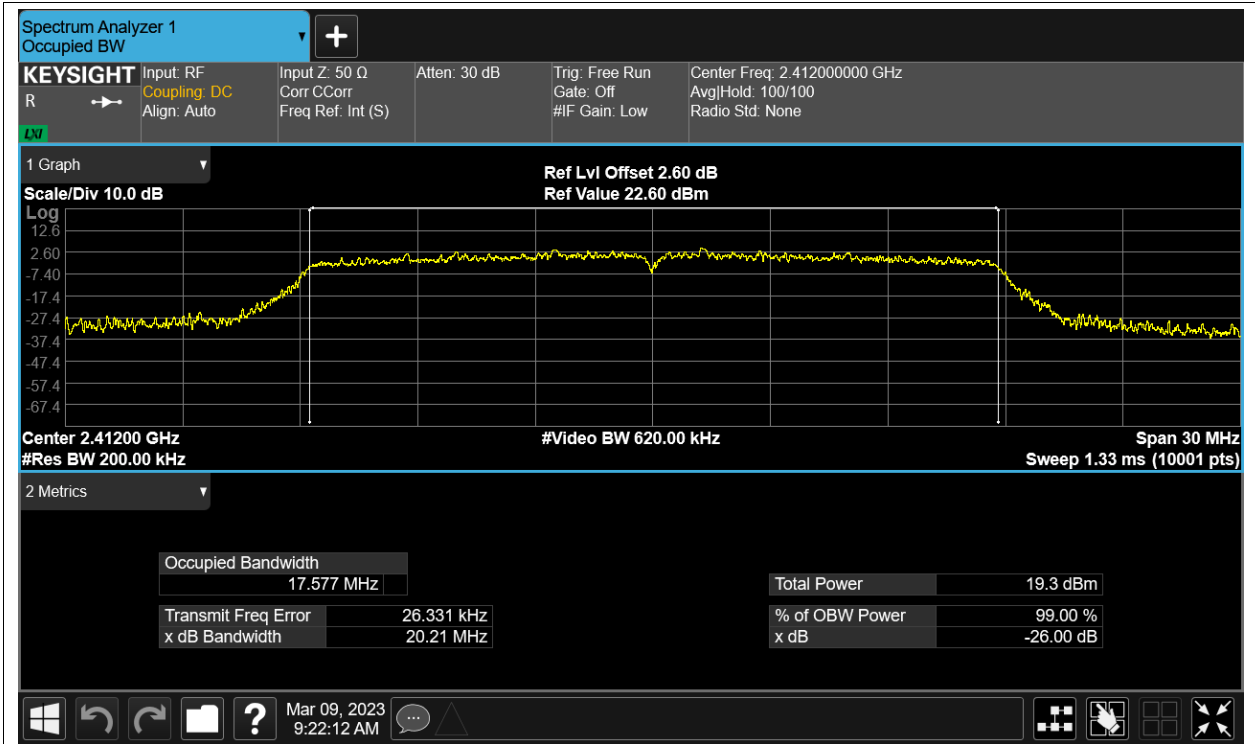 Spectrum Analyzer 1
Occupied BW
KEYSIGHT
R
LXI
Input: RF
Coupling: DC
Align: Auto
Input Z: 50 Ω
Corr CCorr
Freq Ref: Int (S)
Atten: 30 dB
Trig: Free Run
Gate: Off
#IF Gain: Low
Center Freq: 2.412000000 GHz
Avg|Hold: 100/100
Radio Std: None
1 Graph
Scale/Div 10.0 dB
Ref Lvl Offset 2.60 dB
Ref Value 22.60 dBm
Log
12.6
2.60
-7.40
-17.4
-27.4
-37.4
-47.4
-57.4
-67.4
Center 2.41200 GHz
#Res BW 200.00 kHz
#Video BW 620.00 kHz
Span 30 MHz
Sweep 1.33 ms (10001 pts)
2 Metrics
Occupied Bandwidth
17.577 MHz
Transmit Freq Error 26.331 kHz
x dB Bandwidth 20.21 MHz
Total Power 19.3 dBm
% of OBW Power 99.00 %
x dB -26.00 dB
?
Mar 09, 2023
9:22:12 AM